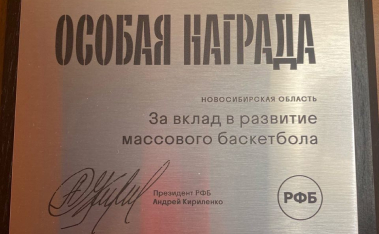 ОСОБАЯ НАГРАДА
НОВОСИБИРСКАЯ ОБЛАСТЬ
За вклад в развитие
массового баскетбола
Президент РФБ
Андрей Кириленко
РФБ